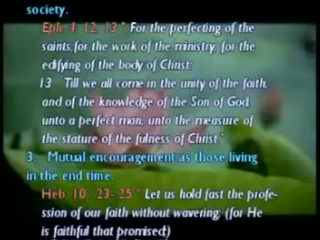 society.
Eph. 4: 12, 13 " For the perfecting of the
saints, for the work of the ministry, for the
edifying of the body of Christ:
13 Till we all come in the unity of the faith,
and of the knowledge of the Son of God,
unto a perfect man, unto the measure of
the stature of the fulness of Christ "
3. Mutual encouragement as those living
in the end time.
Heb. 10 23- 25 " Let us hold fast the profe-
ssion of our faith without wavering; (for He
is faithful that promised;)